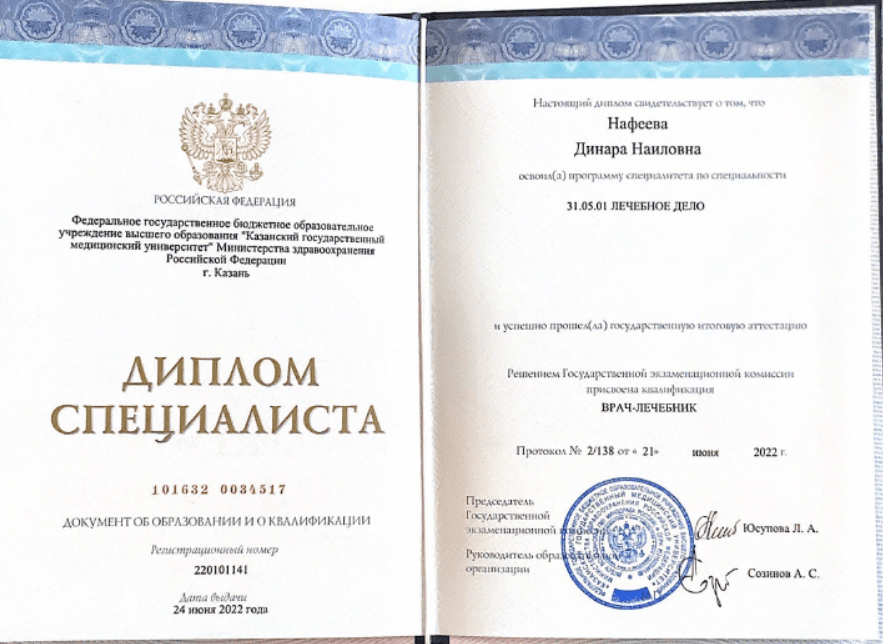 РОССИЙСКАЯ ФЕДЕРАЦИЯ
Федеральное государственное бюджетное образовательное
учреждение высшего образования "Казанский государственный
медицинский университет" Министерства здравоохранения
Российской Федерации
г. Казань
ДИПЛОМ
СПЕЦИАЛИСТА
101632 0034517
ДОКУМЕНТ ОБ ОБРАЗОВАНИИ И О КВАЛИФИКАЦИИ
Регистрационный номер
220101141
Дата выдачи
24 июня 2022 года
Настоящий диплом свидетельствует о том, что
Нафеева
Динара Наиловна
освоил(а) программу специалитета по специальности
31.05.01 ЛЕЧЕБНОЕ ДЕЛО
и успешно прошел(ла) государственную итоговую аттестацию
Решением Государственной экзаменационной комиссии
присвоена квалификация
ВРАЧ-ЛЕЧЕБНИК
Протокол № 2/138 от « 21» июня 2022 г.
Председатель
Государственной
экзаменационной Юсупова Л. А.
Руководитель
организации Созинов А. С.